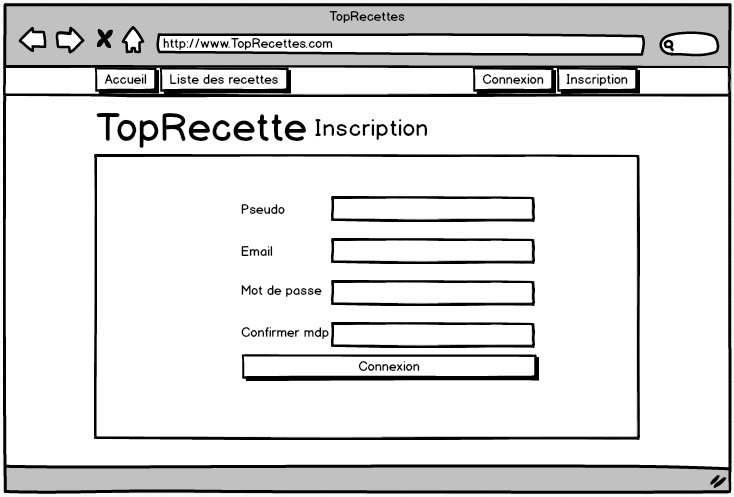 TopRecettes
http://www.TopRecettes.com
Accueil Liste des recettes Connexion Inscription
TopRecette Inscription
Pseudo
Email
Mot de passe
Confirmer mdp
Connexion